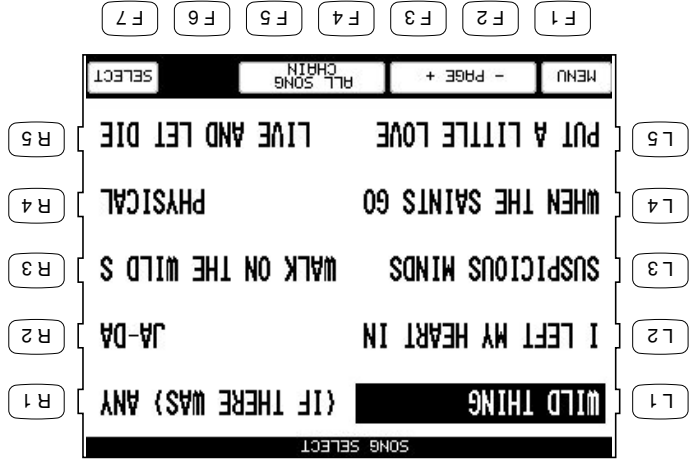 SONG SELECT
L1 WILD THING (IF THERE WAS) ANY R1
L2 I LEFT MY HEART IN JA-DA R2
L3 SUSPICIOUS MINDS WALK ON THE WILD S R3
L4 WHEN THE SAINTS GO PHYSICAL R4
L5 PUT A LITTLE LOVE LIVE AND LET DIE R5
MENU - PAGE + ALL SONG CHAIN SELECT
F1 F2 F3 F4 F5 F6 F7